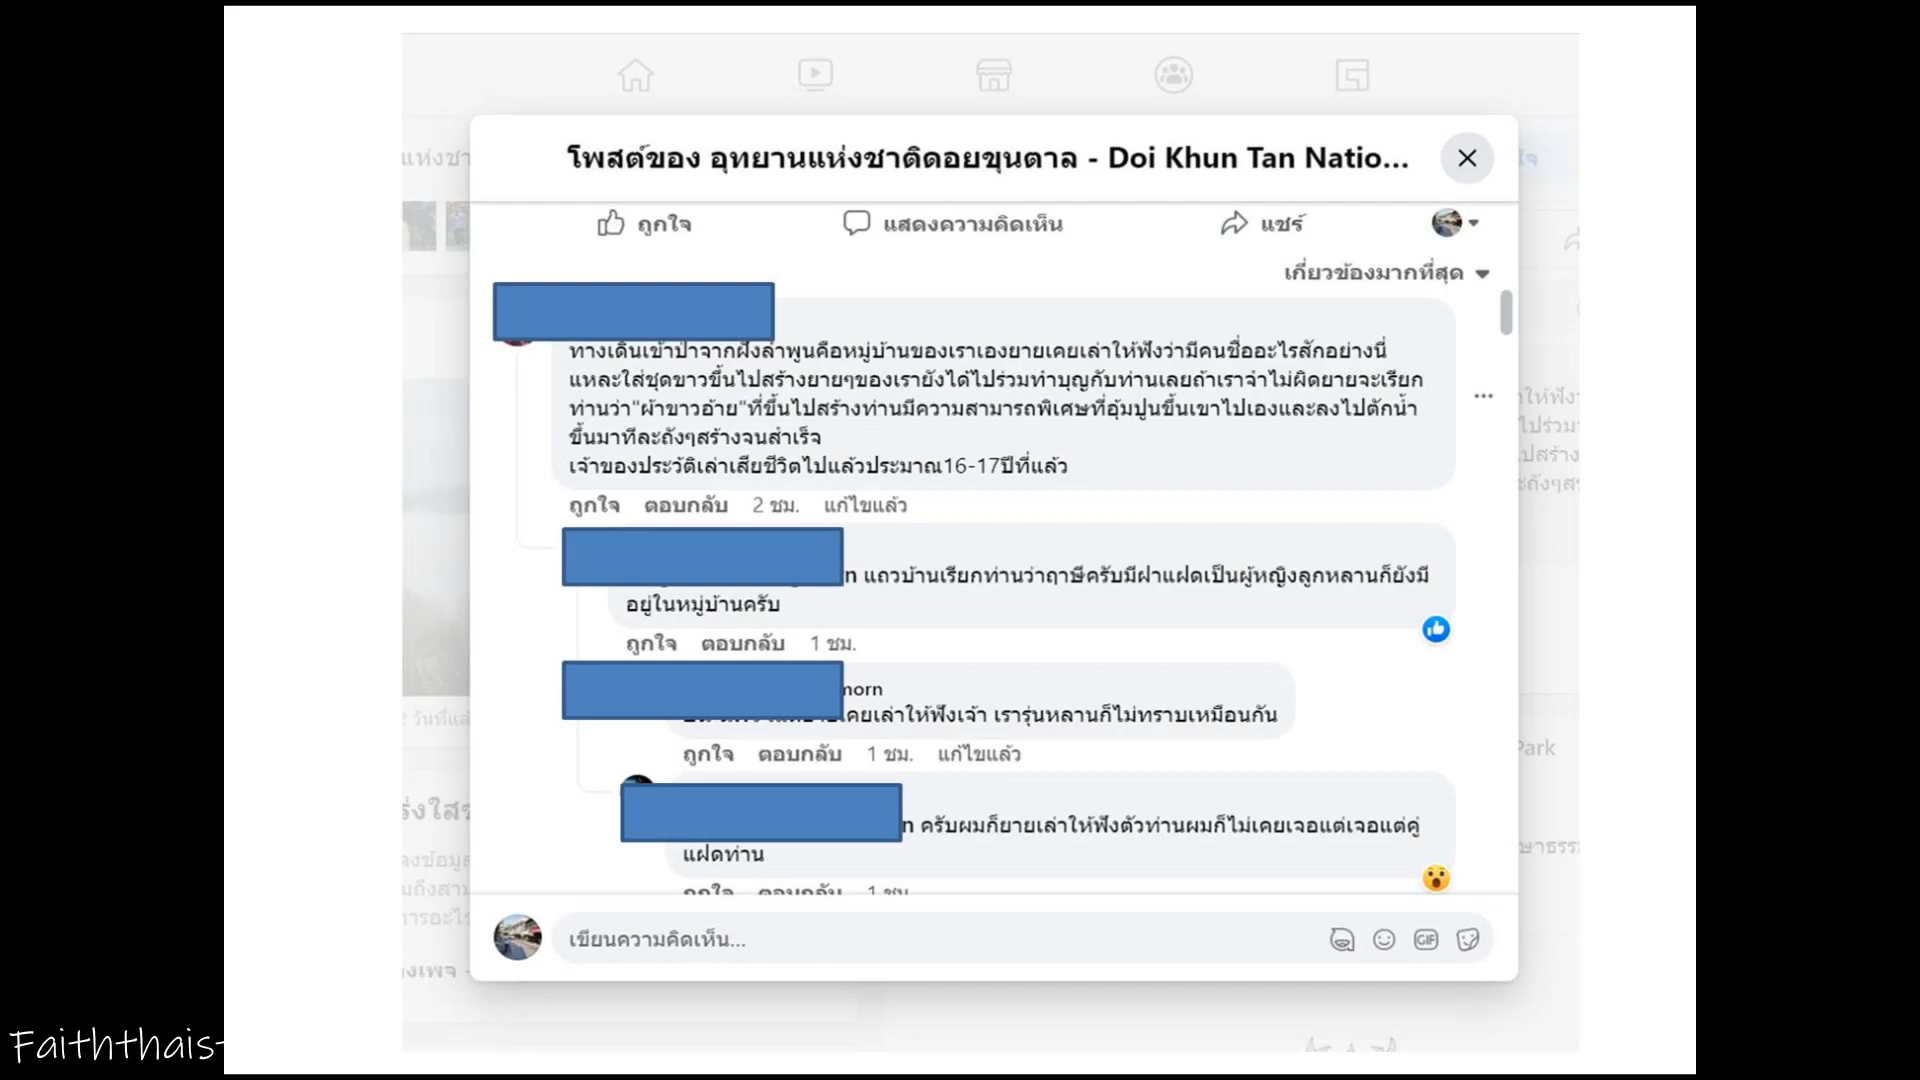 โพสต์ของ อุทยานแห่งชาติดอยขุนตาล - Doi Khun Tan Natio...
ถูกใจ แสดงความคิดเห็น แชร์
เกี่ยวข้องมากที่สุด
ทางเดินเข้าป่าจากฝั่งลำพูนคือหมู่บ้านของเราเองยายเคยเล่าให้ฟังว่ามีคนชื่ออะไรสักอย่างนี่
แหละใส่ชุดขาวขึ้นไปสร้างยายๆของเรายังได้ไปร่วมทำบุญกับท่านเลยถ้าเราจำไม่ผิดยายจะเรียก
ท่านว่า"ผ้าขาวอ้าย"ที่ขึ้นไปสร้างท่านมีความสามารถพิเศษที่อุ้มปูนขึ้นเขาไปเองและลงไปตักน้ำ
ขึ้นมาทีละถังๆสร้างจนสำเร็จ
เจ้าของประวัติเล่าเสียชีวิตไปแล้วประมาณ16-17ปีที่แล้ว
ถูกใจ ตอบกลับ 2 ชม. แก้ไขแล้ว
n แถวบ้านเรียกท่านว่าฤาษีครับมีฝาแฝดเป็นผู้หญิงลูกหลานก็ยังมี
อยู่ในหมู่บ้านครับ
ถูกใจ ตอบกลับ 1 ชม.
morn
เคยเล่าให้ฟังเจ้า เรารุ่นหลานก็ไม่ทราบเหมือนกัน
ถูกใจ ตอบกลับ 1 ชม. แก้ไขแล้ว
n ครับผมก็ยายเล่าให้ฟังตัวท่านผมก็ไม่เคยเจอแต่เจอแต่คู่
แฝดท่าน
ถูกใจ ตอบกลับ 1 ชม.
เขียนความคิดเห็น...
GIF
Park
Faiththais